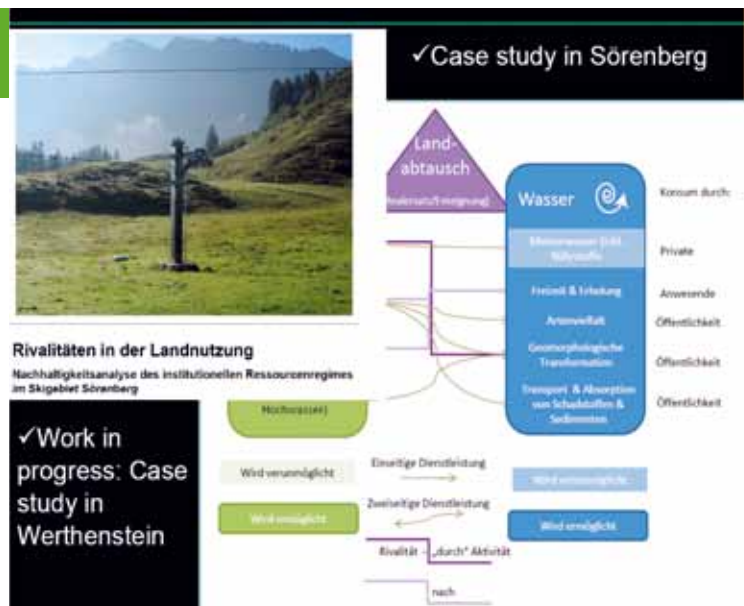 ✓Case study in Sörenberg
Land-
abtausch
Wasser
Konsum durch:
Private
Freizeit & Erholung
Anwesende
Artenvielfalt
Öffentlichkeit
Geomorphologische
Transformation
Öffentlichkeit
Transport & Absorption
von Schadstoffen &
Sedimenten
Öffentlichkeit
Rivalitäten in der Landnutzung
Nachhaltigkeitsanalyse des institutionellen Ressourcenregimes
im Skigebiet Sörenberg
Hochwasser)
✓Work in
progress: Case
study in
Werthenstein
Wird verunmöglicht
Einseitige Dienstleistung
Wird verunmöglicht
Zweiseitige Dienstleistung
Wird ermöglicht
Wird ermöglicht
Rivalität - „durch" Aktivität
nach